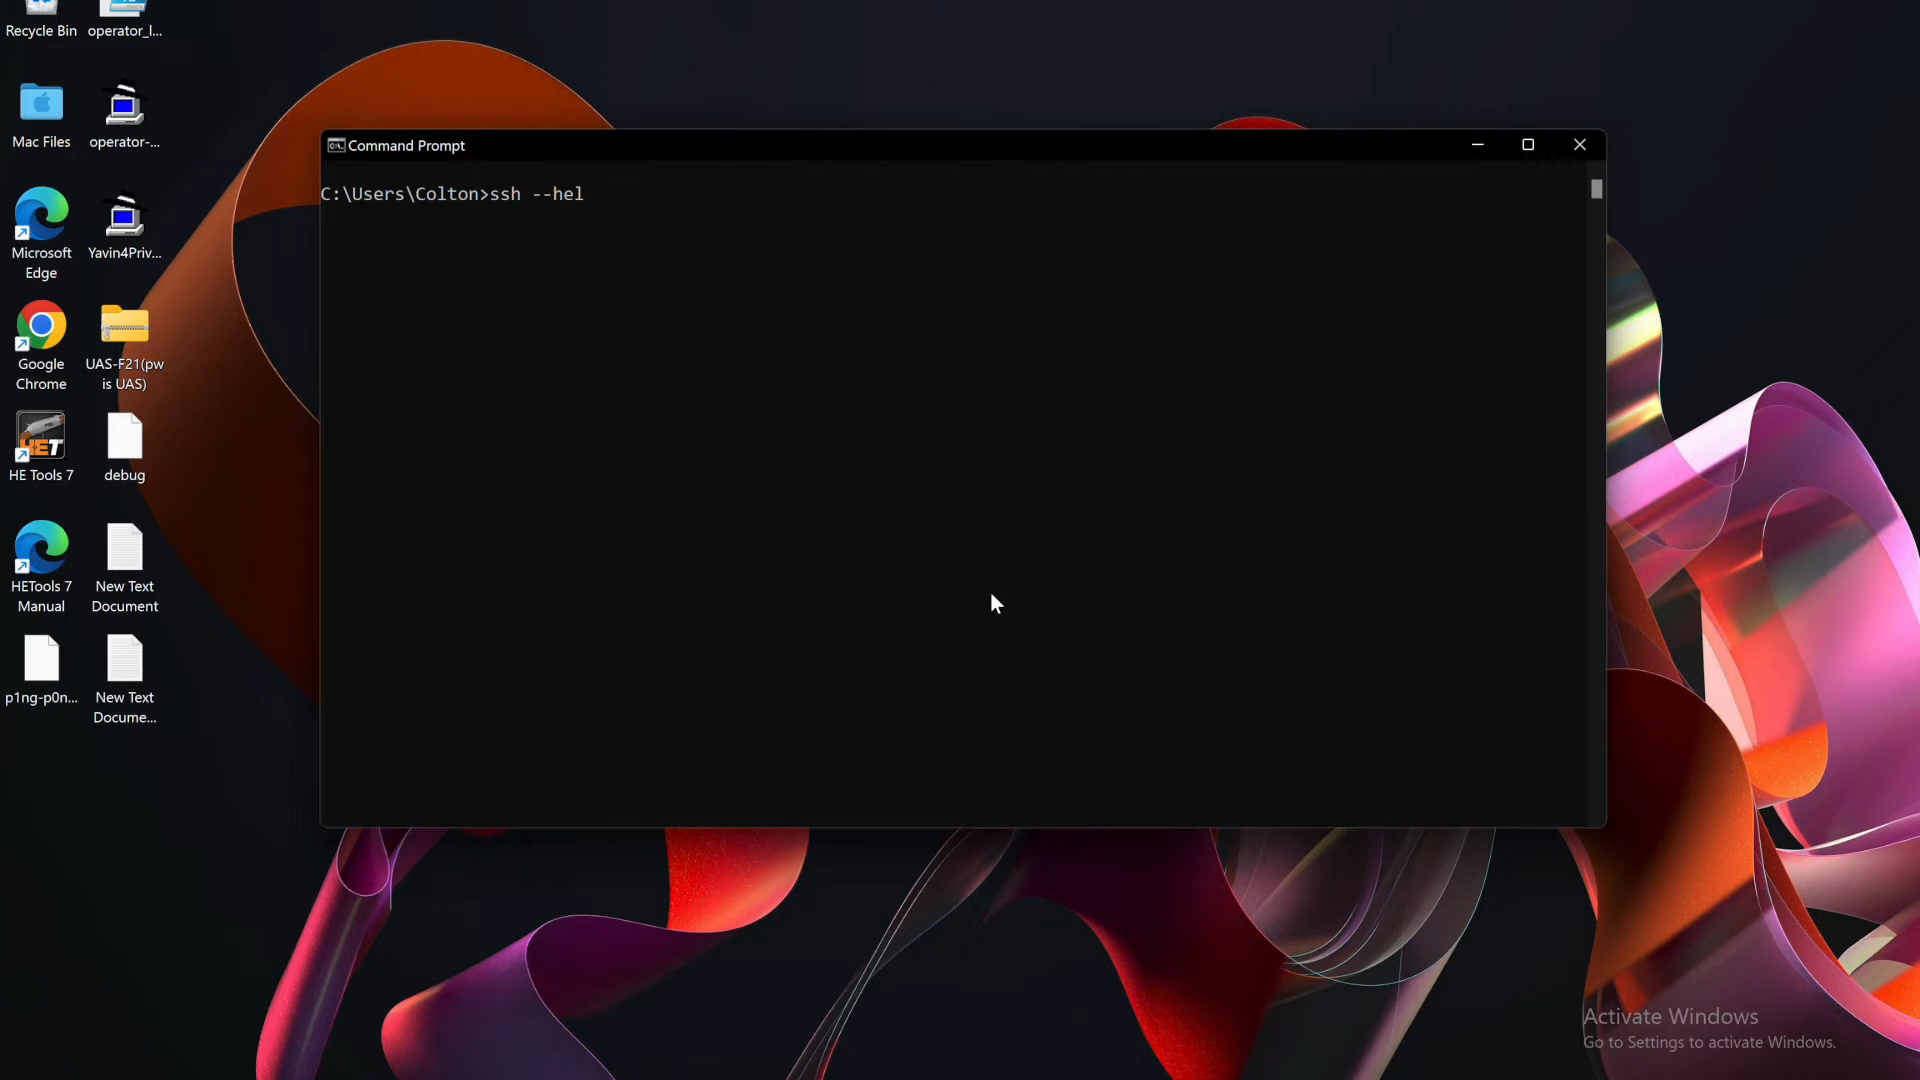 Recycle Bin
operator_l...
Mac Files
operator-...
Microsoft
Edge
Yavin4Priv...
Google
Chrome
UAS-F21(pw
is UAS)
HET
HE Tools 7
debug
HETools 7
Manual
New Text
Document
p1ng-p0n...
New Text
Docume...
Command Prompt
C:\Users\Colton>ssh --hel
Activate Windows
Go to Settings to activate Windows.